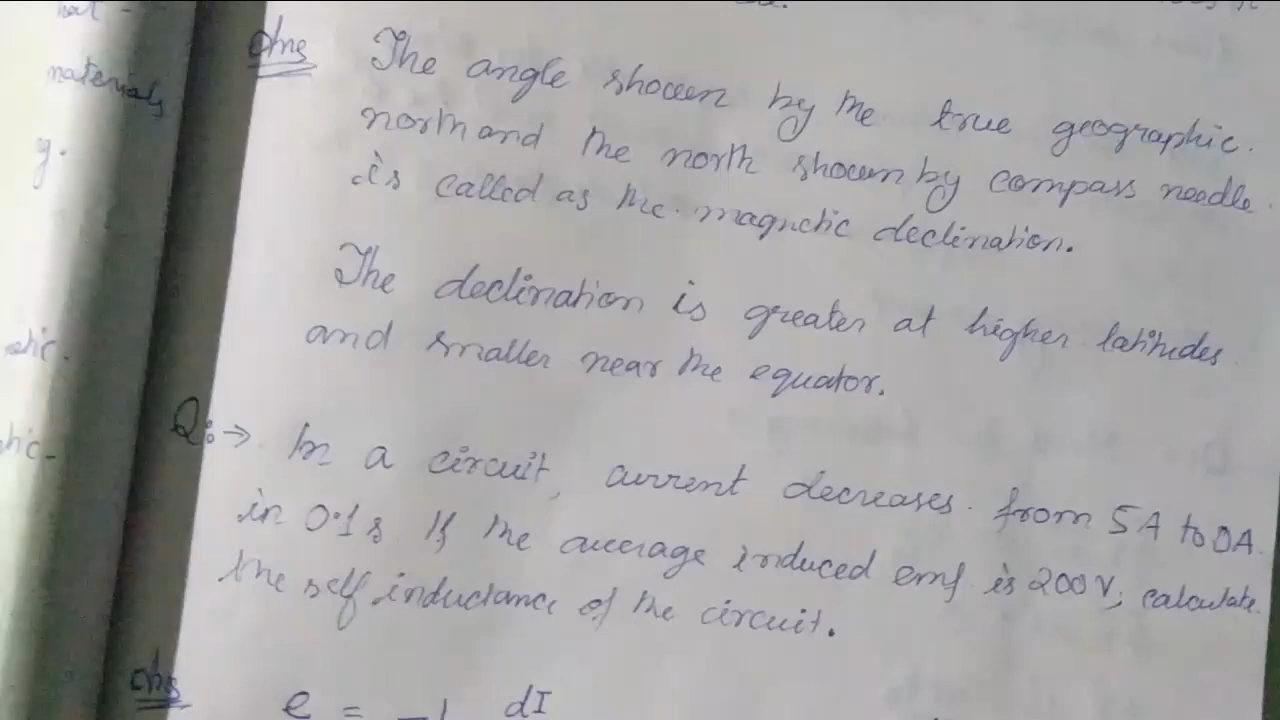 materials
g.
Ans The angle shown by the true geographic.
north and the north shown by compass needle.
is called as the magnetic declination.
The declination is greater at higher latitudes
and smaller near the equator.
Q:→ In a circuit, current decreases from 5A to 0A.
in 0.1s If the average induced emf is 200V, calculate
the self inductance of the circuit.
Ans e = -L dI